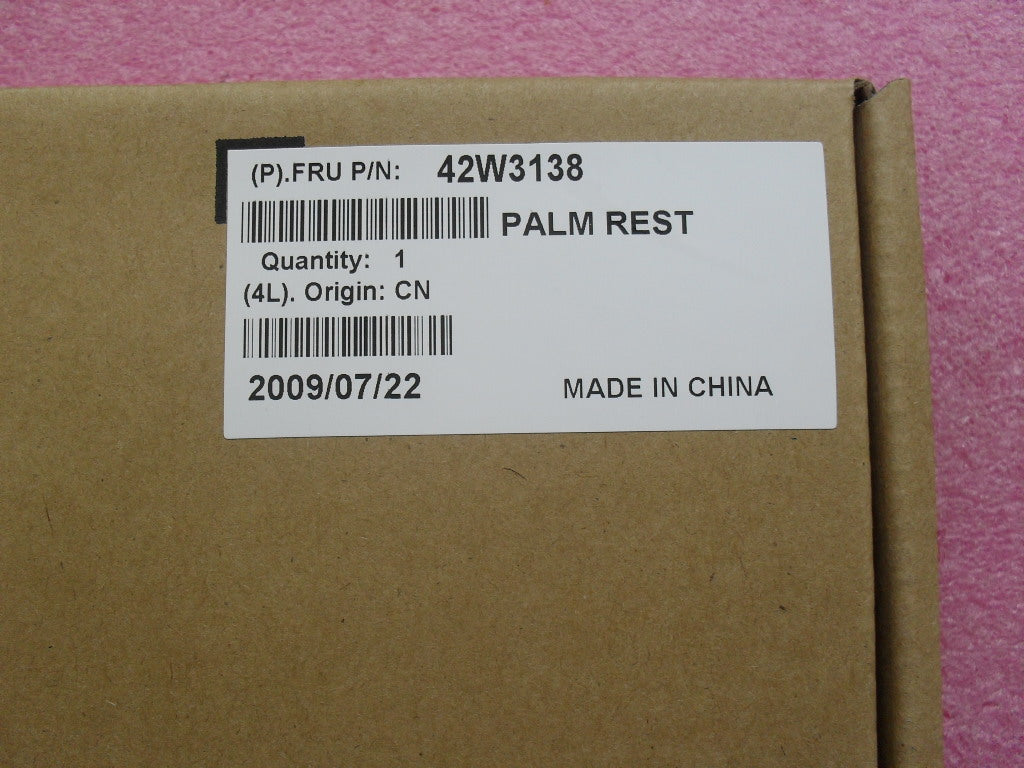 (P).FRU P/N: 42W3138
PALM REST
Quantity: 1
(4L). Origin: CN
2009/07/22 MADE IN CHINA